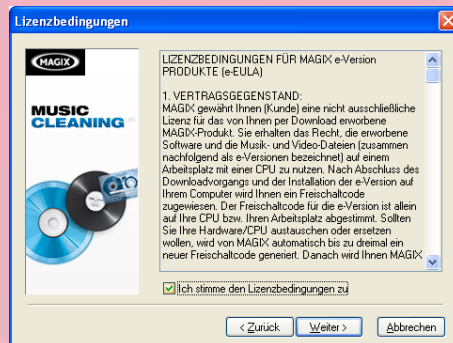 Lizenzbedingungen
MAGIX
MUSIC
CLEANING
LIZENZBEDINGUNGEN FÜR MAGIX e-Version
PRODUKTE (e-EULA)
1. VERTRAGSGEGENSTAND:
MAGIX gewährt Ihnen (Kunde) eine nicht ausschließliche
Lizenz für das von Ihnen per Download erworbene
MAGIX-Produkt. Sie erhalten das Recht, die erworbene
Software und die Musik- und Video-Dateien (zusammen
nachfolgend als e-Versionen bezeichnet) auf einem
Arbeitsplatz mit einer CPU zu nutzen. Nach Abschluss des
Downloadvorgangs und der Installation der e-Version auf
Ihrem Computer wird Ihnen ein Freischaltcode
zugewiesen. Der Freischaltcode für die e-Version ist allein
auf Ihre CPU bzw. Ihren Arbeitsplatz abgestimmt. Sollten
Sie Ihre Hardware/CPU austauschen oder ersetzen
wollen, wird von MAGIX automatisch bis zu dreimal ein
neuer Freischaltcode generiert. Danach wird Ihnen MAGIX
Ich stimme den Lizenzbedingungen zu
< Zurück
Weiter >
Abbrechen